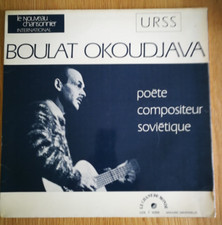 le NOUVEAU
chansonnier
INTERNATIONAL
URSS
BOULAT OKOUDJAVA
poète
compositeur
soviétique